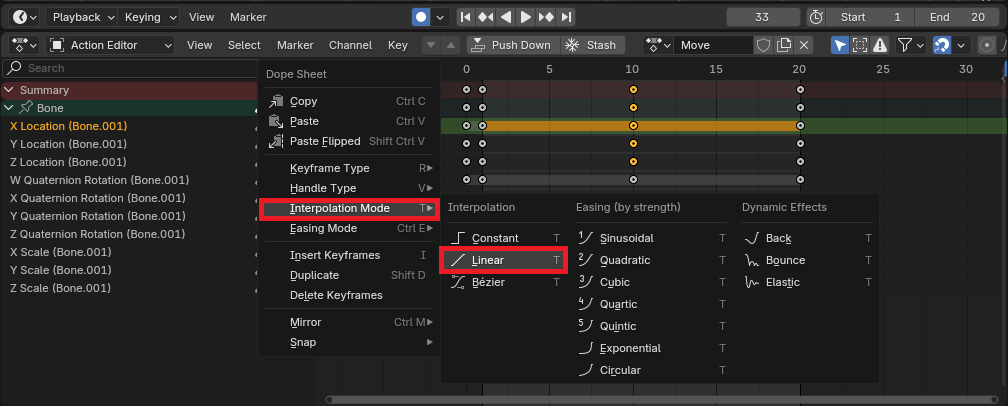 Playback Keying View Marker 33 Start 1 End 20
Action Editor View Select Marker Channel Key Push Down Stash Move
Search Dope Sheet 0 5 10 15 20 25 30
Summary
Bone
X Location (Bone.001)
Y Location (Bone.001)
Z Location (Bone.001)
W Quaternion Rotation (Bone.001)
X Quaternion Rotation (Bone.001)
Y Quaternion Rotation (Bone.001)
Z Quaternion Rotation (Bone.001)
X Scale (Bone.001)
Y Scale (Bone.001)
Z Scale (Bone.001)
Copy Ctrl C
Paste Ctrl V
Paste Flipped Shift Ctrl V
Keyframe Type R
Handle Type V
Interpolation Mode T
Easing Mode Ctrl E
Insert Keyframes I
Duplicate Shift D
Delete Keyframes
Mirror Ctrl M
Snap
Interpolation
Constant T
Linear T
Bézier T
Easing (by strength)
1 Sinusoidal T
2 Quadratic T
3 Cubic T
4 Quartic T
5 Quintic T
Exponential T
Circular T
Dynamic Effects
Back T
Bounce T
Elastic T